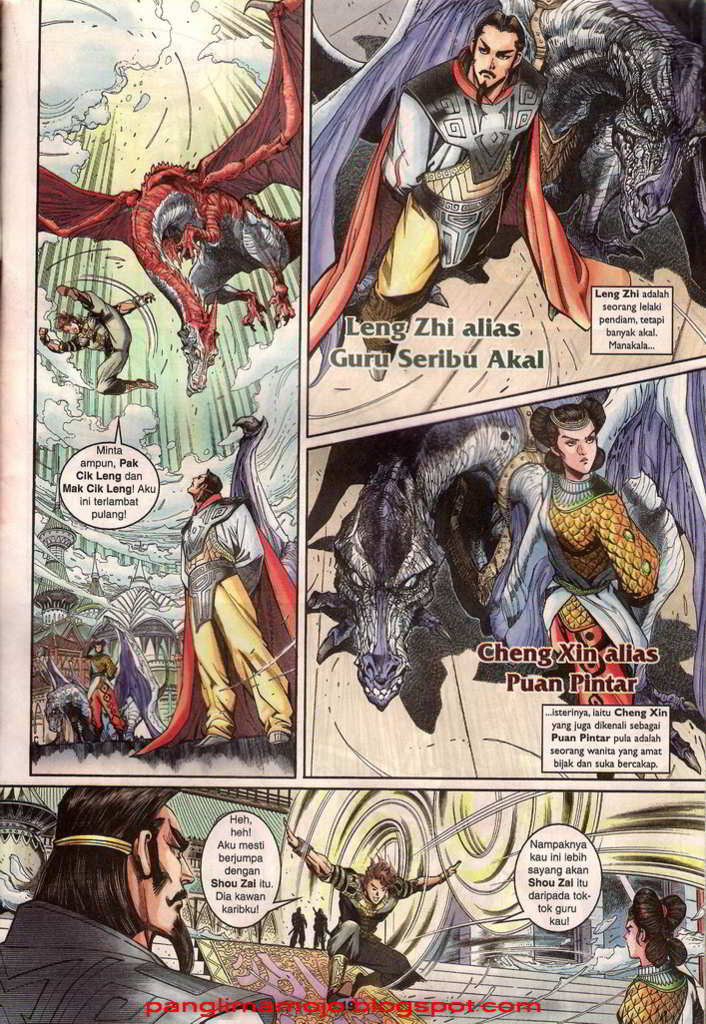 Minta
ampun, Pak
Cik Leng dan
Mak Cik Leng! Aku
ini terlambat
pulang!
Leng Zhi alias
Guru Seribu Akal
Leng Zhi adalah
seorang lelaki
pendiam, tetapi
banyak akal.
Manakala...
Cheng Xin alias
Puan Pintar
...isterinya, iaitu Cheng Xin
yang juga dikenali sebagai
Puan Pintar pula adalah
seorang wanita yang amat
bijak dan suka bercakap.
Heh,
heh!
Aku mesti
berjumpa
dengan
Shou Zai itu.
Dia kawan
karibku!
Nampaknya
kau ini lebih
sayang akan
Shou Zai itu
daripada tok-
tok guru
kau!
panglimamojo.blogspot.com